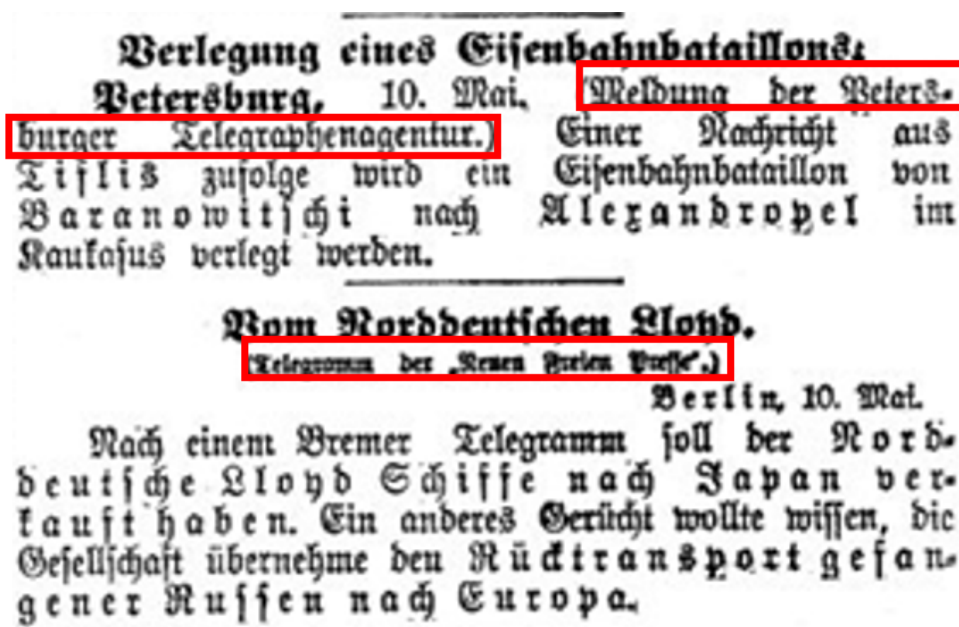 Verlegung eines Eisenbahnbataillons.
Petersburg, 10. Mai. (Meldung der Peters-
burger Telegraphenagentur.) Einer Nachricht aus
Tiflis zufolge wird ein Eisenbahnbataillon von
Baranowitschi nach Alexandropel im
Kaukasus verlegt werden.
Vom Norddeutschen Lloyd.
(Telegramm der „Neuen Freien Presse“.)
Berlin, 10. Mai.
Nach einem Bremer Telegramm soll der Nord-
deutsche Lloyd Schiffe nach Japan ver-
kauft haben. Ein anderes Gerücht wollte wissen, die
Gesellschaft übernehme den Rücktransport gefan-
gener Russen nach Europa.